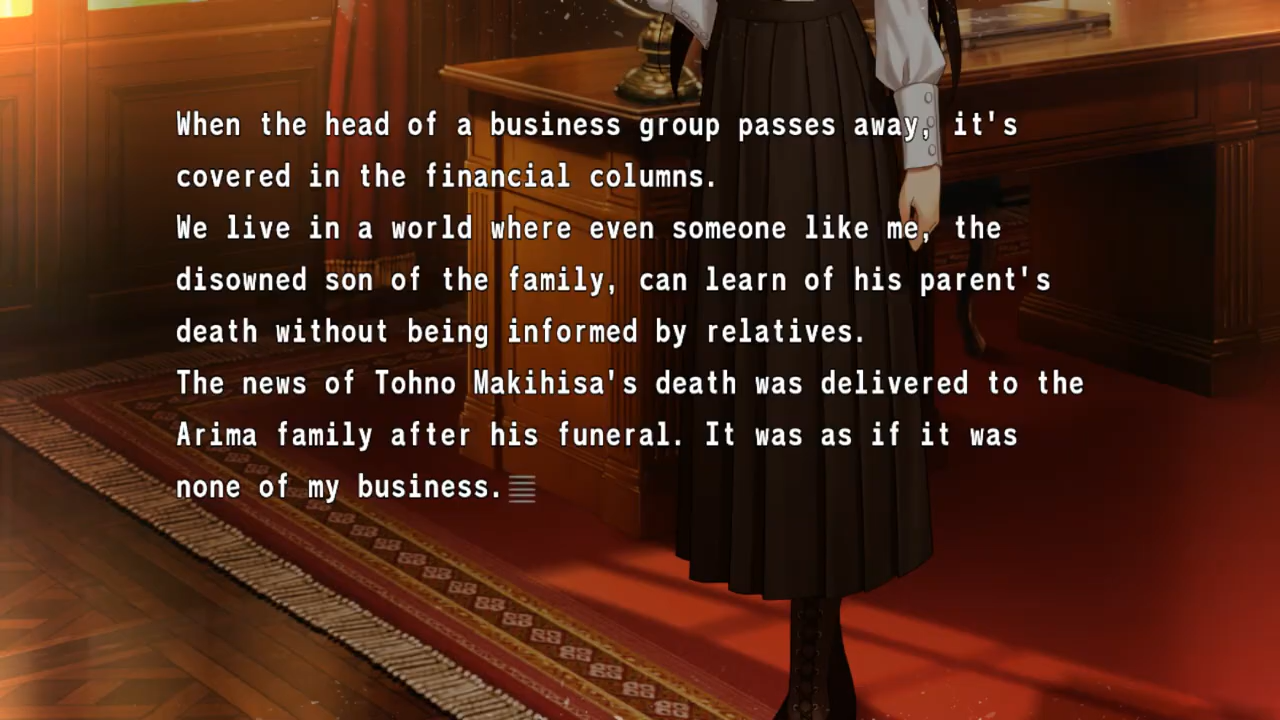 When the head of a business group passes away, it's
covered in the financial columns.
We live in a world where even someone like me, the
disowned son of the family, can learn of his parent's
death without being informed by relatives.
The news of Tohno Makihisa's death was delivered to the
Arima family after his funeral. It was as if it was
none of my business.